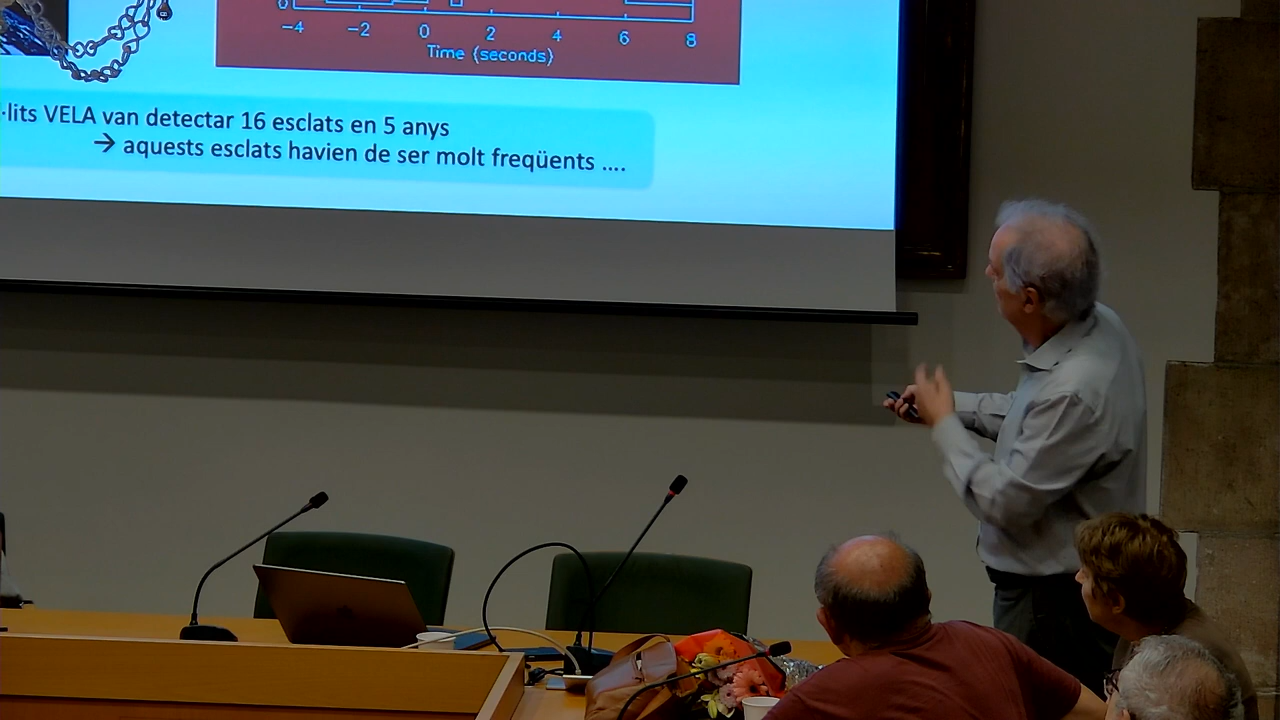 0
−4 −2 0 2 4 6 8
Time (seconds)
·lits VELA van detectar 16 esclats en 5 anys
→ aquests esclats havien de ser molt freqüents ....